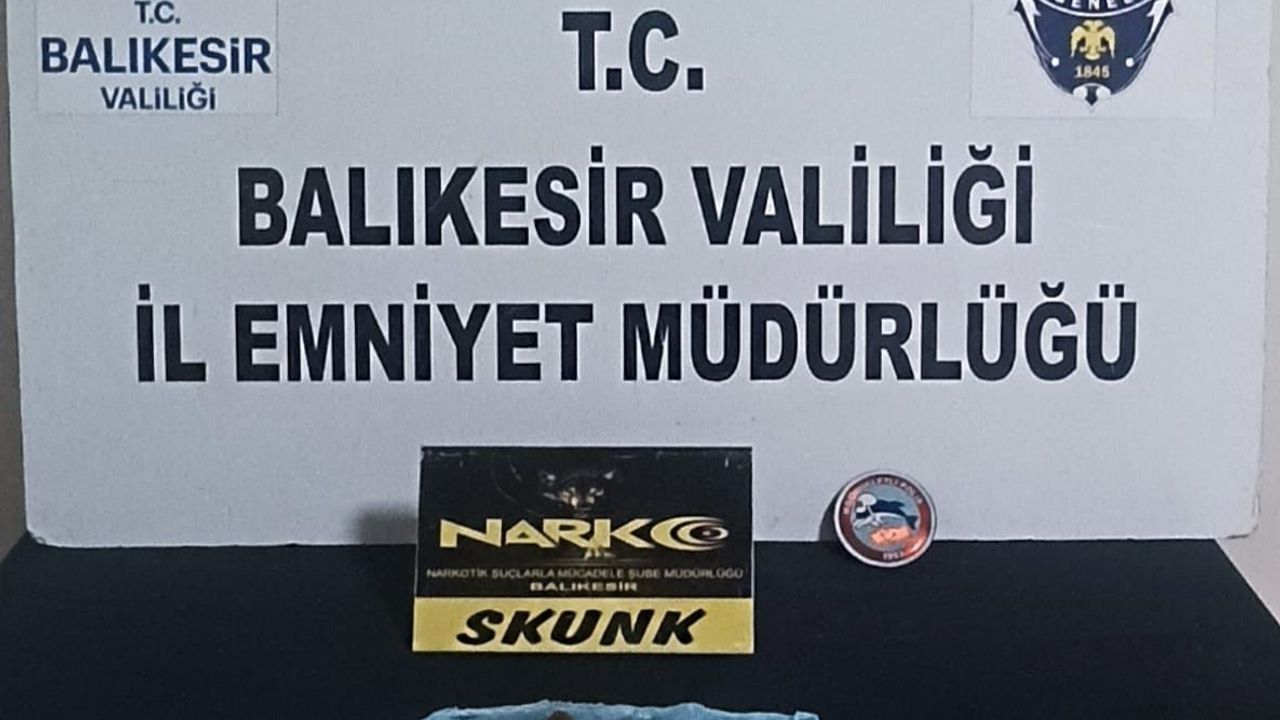 T.C.
BALIKESİR
VALİLİĞİ
T.C.
1845
BALIKESİR VALİLİĞİ
İL EMNİYET MÜDÜRLÜĞÜ
NARKO
NARKOTİK SUÇLARLA MÜCADELE ŞUBE MÜDÜRLÜĞÜ
BALIKESİR
SKUNK